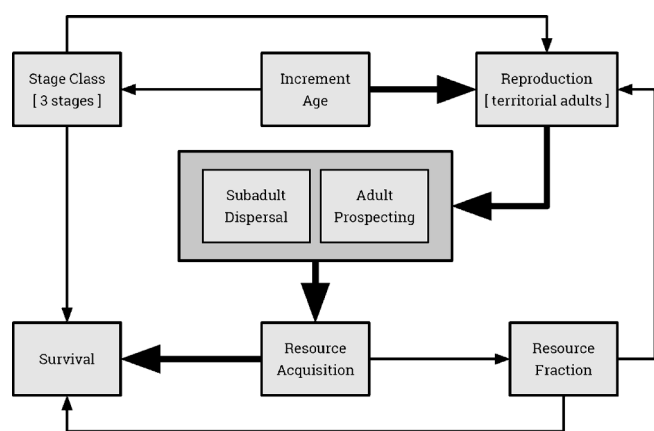 Stage Class
[ 3 stages ]
Increment
Age
Reproduction
[ territorial adults ]
Subadult
Dispersal
Adult
Prospecting
Survival
Resource
Acquisition
Resource
Fraction